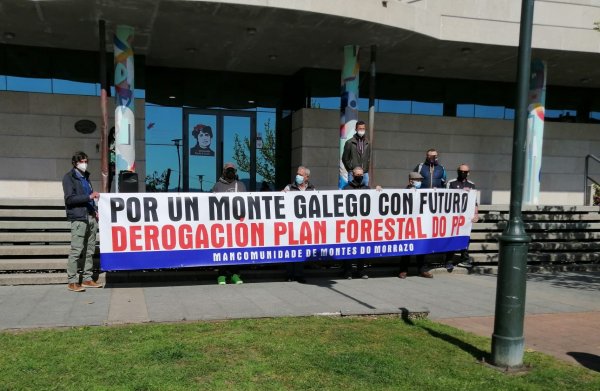 POR UN MONTE GALEGO CON FUTURO
DEROGACIÓN PLAN FORESTAL DO PP
MANCOMUNIDADE DE MONTES DO MORRAZO